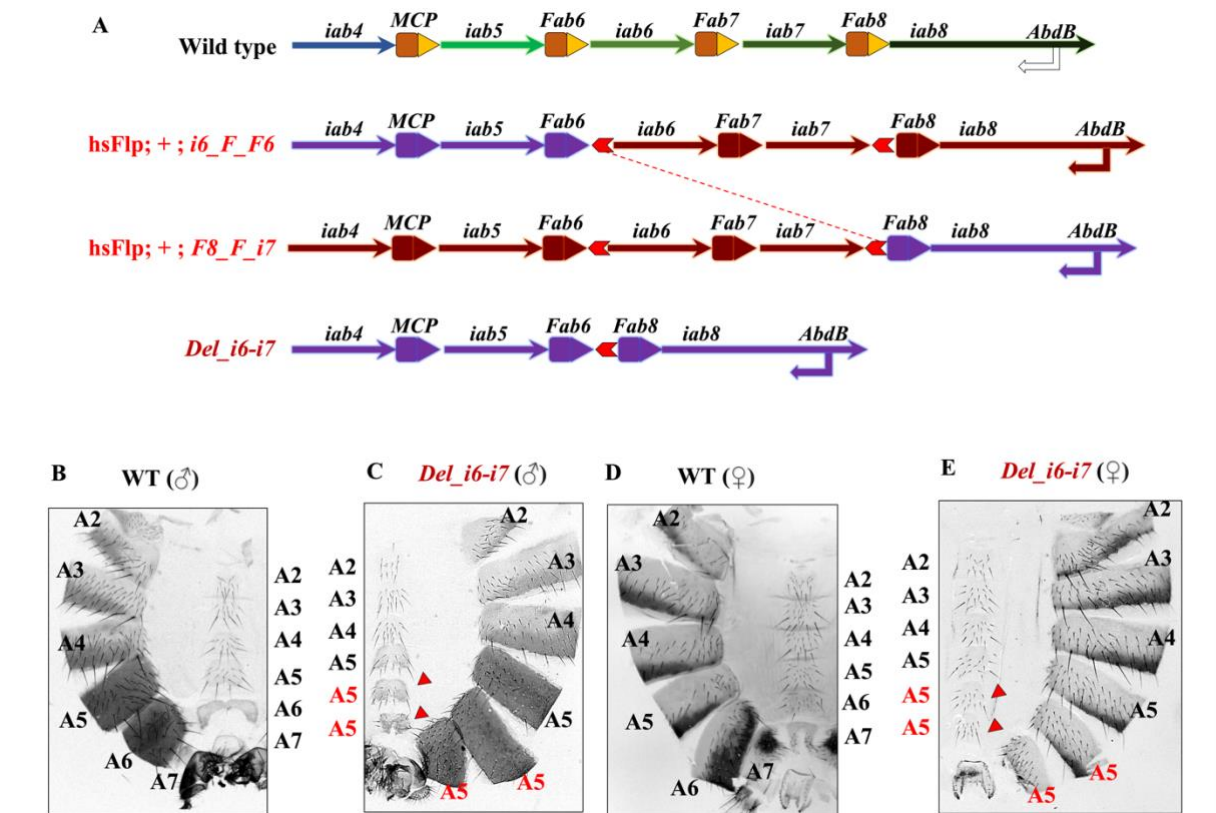 A
Wild type
iab4 MCP iab5 Fab6 iab6 Fab7 iab7 Fab8 iab8 AbdB
hsFlp; + ; i6_F_F6
iab4 MCP iab5 Fab6 iab6 Fab7 iab7 Fab8 iab8 AbdB
hsFlp; + ; F8_F_i7
iab4 MCP iab5 Fab6 iab6 Fab7 iab7 Fab8 iab8 AbdB
Del_i6-i7
iab4 MCP iab5 Fab6 Fab8 iab8 AbdB
B WT (♂)
A2
A3
A4
A5
A6
A7
A2
A3
A4
A5
A6
A7
C Del_i6-i7 (♂)
A2
A3
A4
A5
A5
A5
A2
A3
A4
A5
A5
A5
D WT (♀)
A2
A3
A4
A5
A6
A7
A2
A3
A4
A5
A6
A7
E Del_i6-i7 (♀)
A2
A3
A4
A5
A5
A5
A2
A3
A4
A5
A5
A5